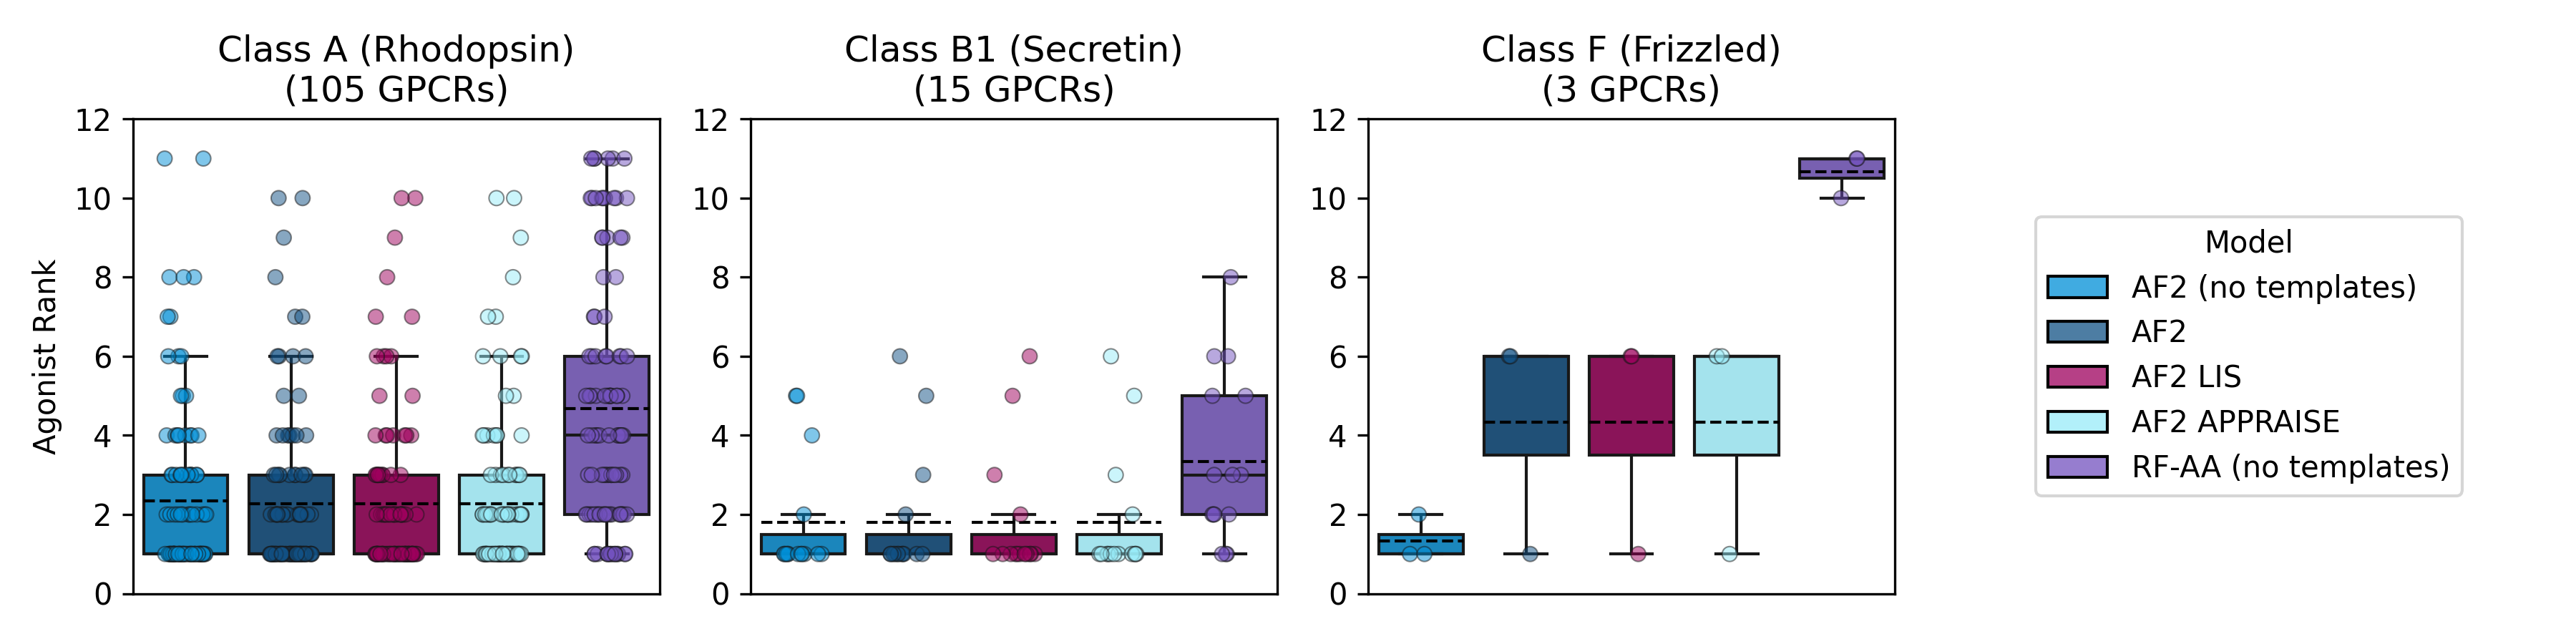 Class A (Rhodopsin)
(105 GPCRs)
Class B1 (Secretin)
(15 GPCRs)
Class F (Frizzled)
(3 GPCRs)
Agonist Rank
12
10
8
6
4
2
0
12
10
8
6
4
2
0
12
10
8
6
4
2
0
Model
AF2 (no templates)
AF2
AF2 LIS
AF2 APPRAISE
RF-AA (no templates)